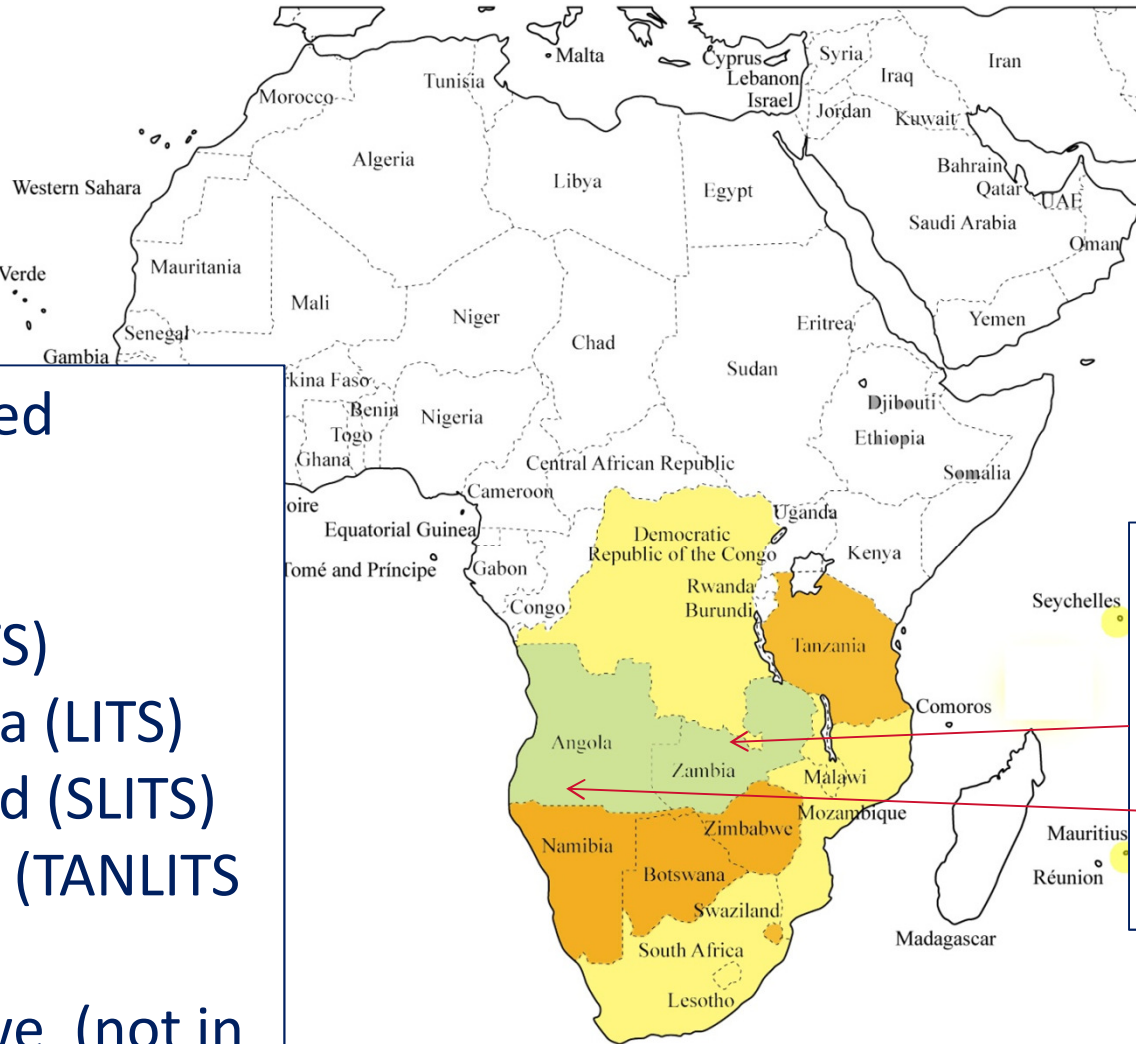 Malta
Cyprus
Syria
Iran
Iraq
Lebanon
Tunisia
Israel
Morocco
Jordan
Kuwait
Algeria
Libya
Egypt
Bahrain
Western Sahara
Qatar
UAE
Saudi Arabia
Oman
Verde
Mauritania
Mali
Niger
Eritrea
Yemen
Senegal
Chad
Gambia
Sudan
rkina Faso
Djibouti
Benin
Nigeria
Togo
Ethiopia
Ghana
Central African Republic
Somalia
Cameroon
oire
Equatorial Guinea
Uganda
Democratic
Republic of the Congo
Kenya
Tomé and Príncipe
Gabon
Rwanda
Congo
Burundi
Seychelles
Tanzania
Comoros
Angola
Zambia
Malawi
Mozambique
Zimbabwe
Mauritius
Namibia
Botswana
Réunion
Swaziland
Madagascar
South Africa
Lesotho
ed
S)
a (LITS)
d (SLITS)
(TANLITS
ve (not in